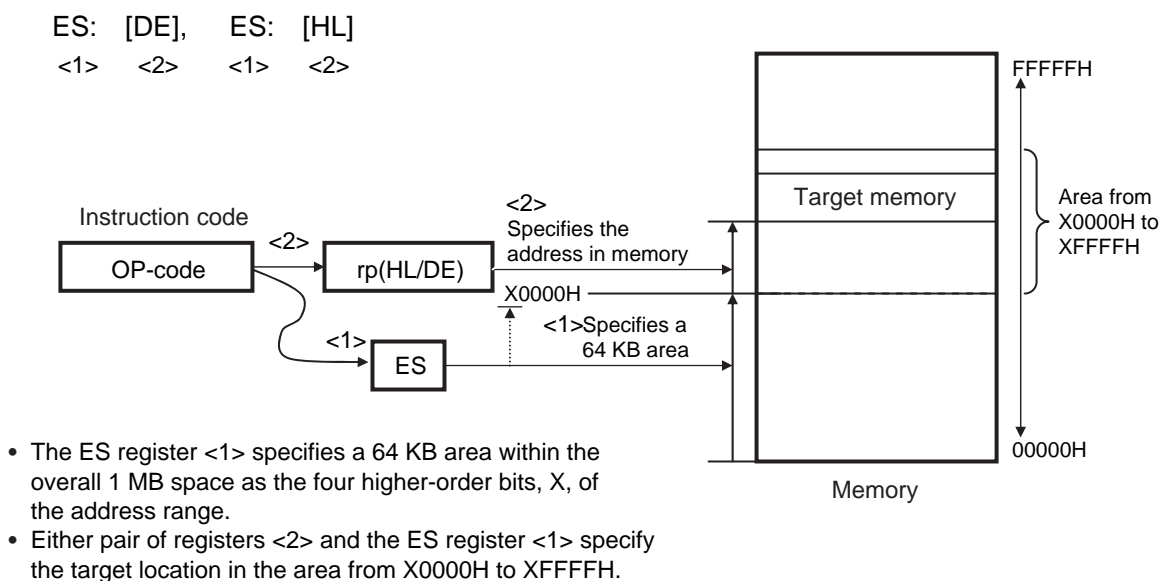 ES: [DE], ES: [HL]
<1> <2> <1> <2>
FFFFFH
Target memory
Area from
X0000H to
XFFFFH
Instruction code
OP-code
<2>
rp(HL/DE)
<2>
Specifies the
address in memory
X0000H
<1>
ES
<1>Specifies a
64 KB area
00000H
Memory
• The ES register <1> specifies a 64 KB area within the
overall 1 MB space as the four higher-order bits, X, of
the address range.
• Either pair of registers <2> and the ES register <1> specify
the target location in the area from X0000H to XFFFFH.